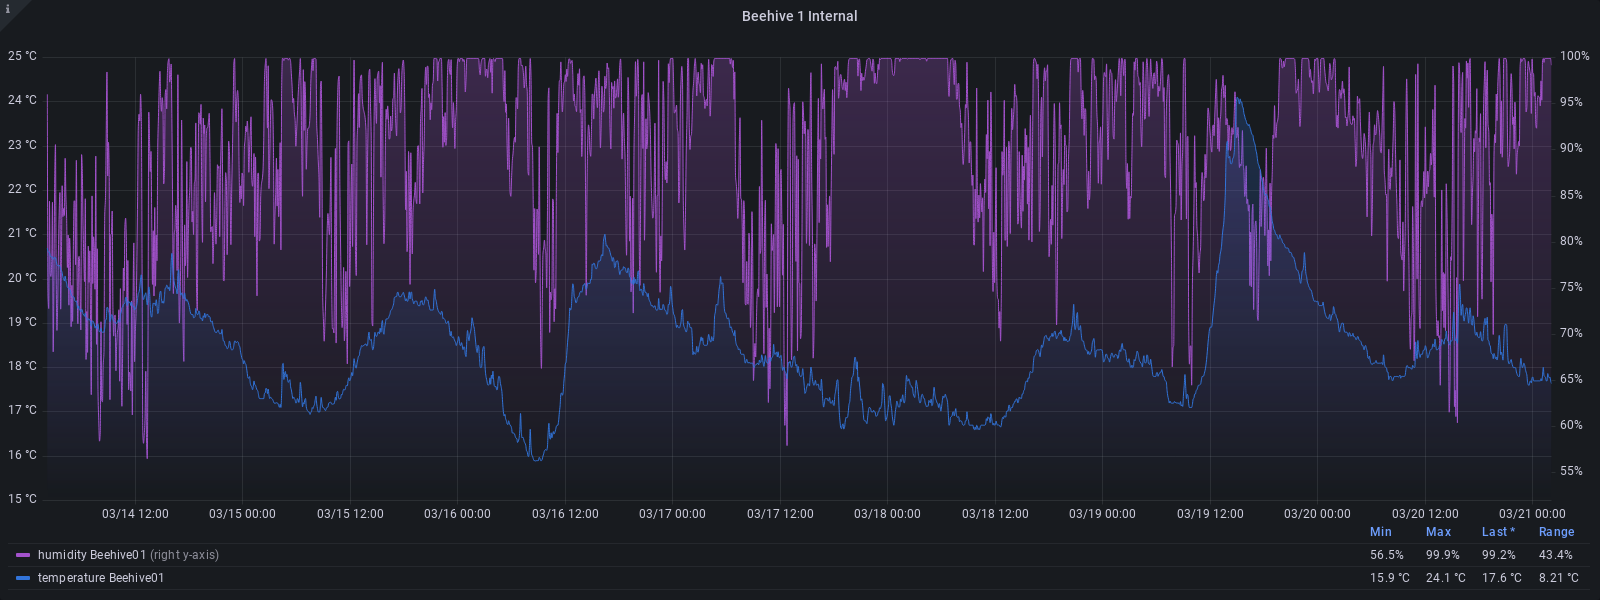 i
Beehive 1 Internal
25 °C
24 °C
23 °C
22 °C
21 °C
20 °C
19 °C
18 °C
17 °C
16 °C
15 °C
100%
95%
90%
85%
80%
75%
70%
65%
60%
55%
03/14 12:00 03/15 00:00 03/15 12:00 03/16 00:00 03/16 12:00 03/17 00:00 03/17 12:00 03/18 00:00 03/18 12:00 03/19 00:00 03/19 12:00 03/20 00:00 03/20 12:00 03/21 00:00
Min Max Last * Range
humidity Beehive01 (right y-axis) 56.5% 99.9% 99.2% 43.4%
temperature Beehive01 15.9 °C 24.1 °C 17.6 °C 8.21 °C